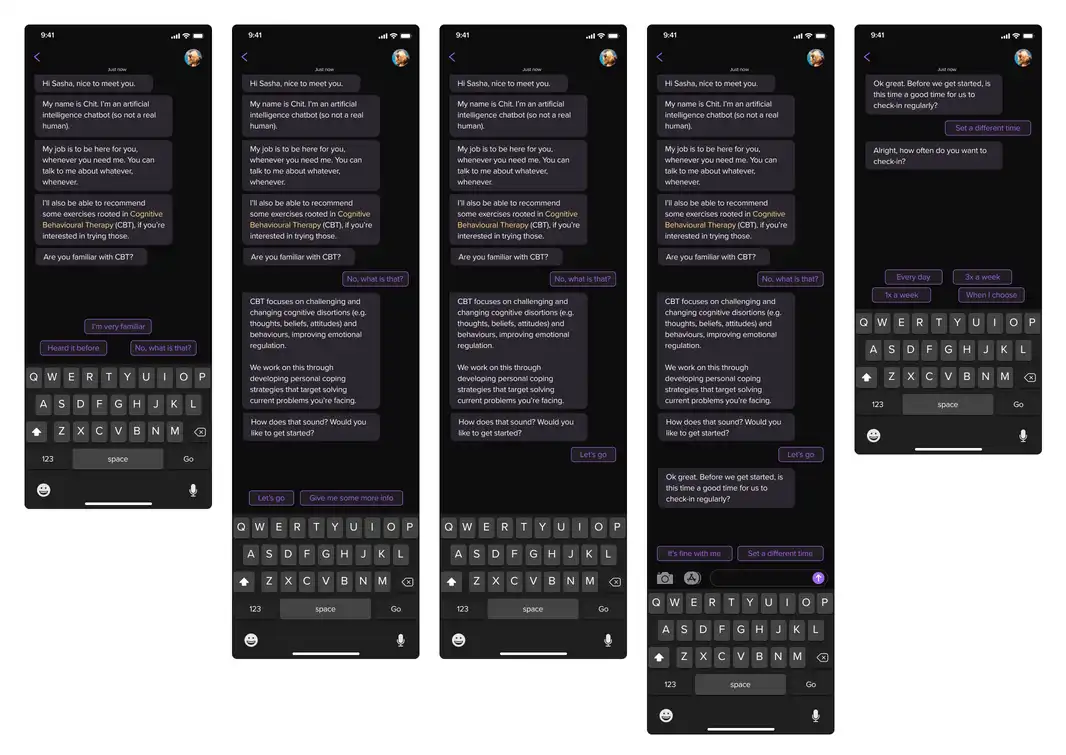 9:41
Just now
Hi Sasha, nice to meet you.
My name is Chit. I'm an artificial
intelligence chatbot (so not a real
human).
My job is to be here for you,
whenever you need me. You can
talk to me about whatever,
whenever.
I'll also be able to recommend
some exercises rooted in Cognitive
Behavioural Therapy (CBT), if you're
interested in trying those.
Are you familiar with CBT?
I'm very familiar
Heard it before
No, what is that?
Q W E R T Y U I O P
A S D F G H J K L
Z X C V B N M
123
space
Go
9:41
Just now
Hi Sasha, nice to meet you.
My name is Chit. I'm an artificial
intelligence chatbot (so not a real
human).
My job is to be here for you,
whenever you need me. You can
talk to me about whatever,
whenever.
I'll also be able to recommend
some exercises rooted in Cognitive
Behavioural Therapy (CBT), if you're
interested in trying those.
Are you familiar with CBT?
No, what is that?
CBT focuses on challenging and
changing cognitive disortions (e.g.
thoughts, beliefs, attitudes) and
behaviours, improving emotional
regulation.
We work on this through
developing personal coping
strategies that target solving
current problems you're facing.
How does that sound? Would you
like to get started?
Let's go
Give me some more info
Q W E R T Y U I O P
A S D F G H J K L
Z X C V B N M
123
space
Go
9:41
Just now
Hi Sasha, nice to meet you.
My name is Chit. I'm an artificial
intelligence chatbot (so not a real
human).
My job is to be here for you,
whenever you need me. You can
talk to me about whatever,
whenever.
I'll also be able to recommend
some exercises rooted in Cognitive
Behavioural Therapy (CBT), if you're
interested in trying those.
Are you familiar with CBT?
No, what is that?
CBT focuses on challenging and
changing cognitive disortions (e.g.
thoughts, beliefs, attitudes) and
behaviours, improving emotional
regulation.
We work on this through
developing personal coping
strategies that target solving
current problems you're facing.
How does that sound? Would you
like to get started?
Let's go
Q W E R T Y U I O P
A S D F G H J K L
Z X C V B N M
123
space
Go
9:41
Just now
Hi Sasha, nice to meet you.
My name is Chit. I'm an artificial
intelligence chatbot (so not a real
human).
My job is to be here for you,
whenever you need me. You can
talk to me about whatever,
whenever.
I'll also be able to recommend
some exercises rooted in Cognitive
Behavioural Therapy (CBT), if you're
interested in trying those.
Are you familiar with CBT?
No, what is that?
CBT focuses on challenging and
changing cognitive disortions (e.g.
thoughts, beliefs, attitudes) and
behaviours, improving emotional
regulation.
We work on this through
developing personal coping
strategies that target solving
current problems you're facing.
How does that sound? Would you
like to get started?
Let's go
Ok great. Before we get started, is
this time a good time for us to
check-in regularly?
It's fine with me
Set a different time
Q W E R T Y U I O P
A S D F G H J K L
Z X C V B N M
123
space
Go
9:41
Just now
Ok great. Before we get started, is
this time a good time for us to
check-in regularly?
Set a different time
Alright, how often do you want to
check-in?
Every day
3x a week
1x a week
When I choose
Q W E R T Y U I O P
A S D F G H J K L
Z X C V B N M
123
space
Go